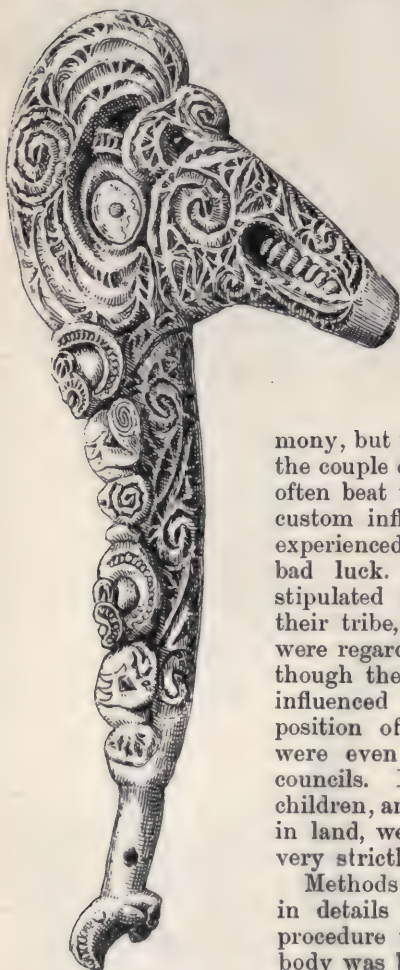 mony, but
the couple
often beat
custom infl
experienced
bad luck.
stipulated
their tribe,
were regard
though the
influenced
position of
were even
councils.
children, an
in land, we
very strictl
Methods
in details
procedure
body was